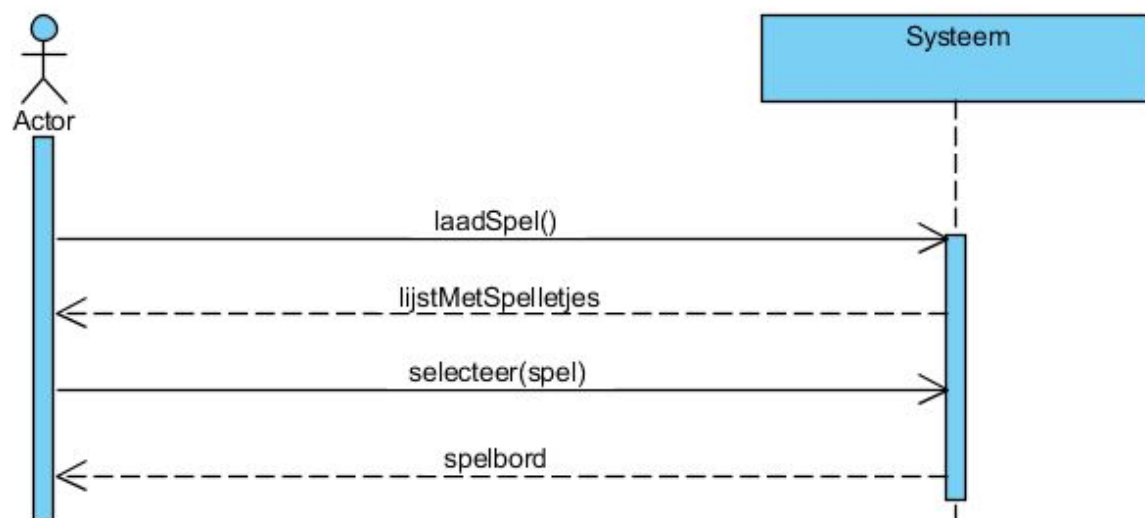 Systeem
Actor
laadSpel()
lijstMetSpelletjes
selecteer(spel)
spelbord